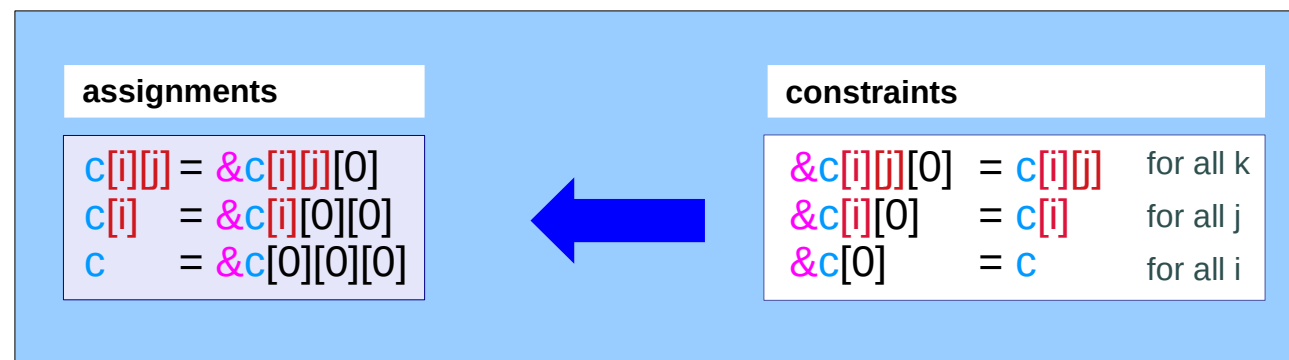 assignments
c[i][j] = &c[i][j][0]
c[i] = &c[i][0][0]
c = &c[0][0][0]
constraints
&c[i][j][0] = c[i][j] for all k
&c[i][0] = c[i] for all j
&c[0] = c for all i